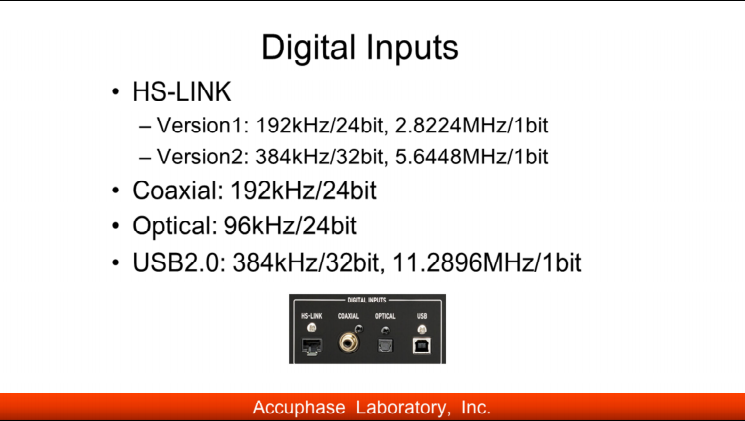 Digital Inputs
• HS-LINK
– Version1: 192kHz/24bit, 2.8224MHz/1bit
– Version2: 384kHz/32bit, 5.6448MHz/1bit
• Coaxial: 192kHz/24bit
• Optical: 96kHz/24bit
• USB2.0: 384kHz/32bit, 11.2896MHz/1bit
DIGITAL INPUTS
HS-LINK COAXIAL OPTICAL USB
Accuphase Laboratory, Inc.